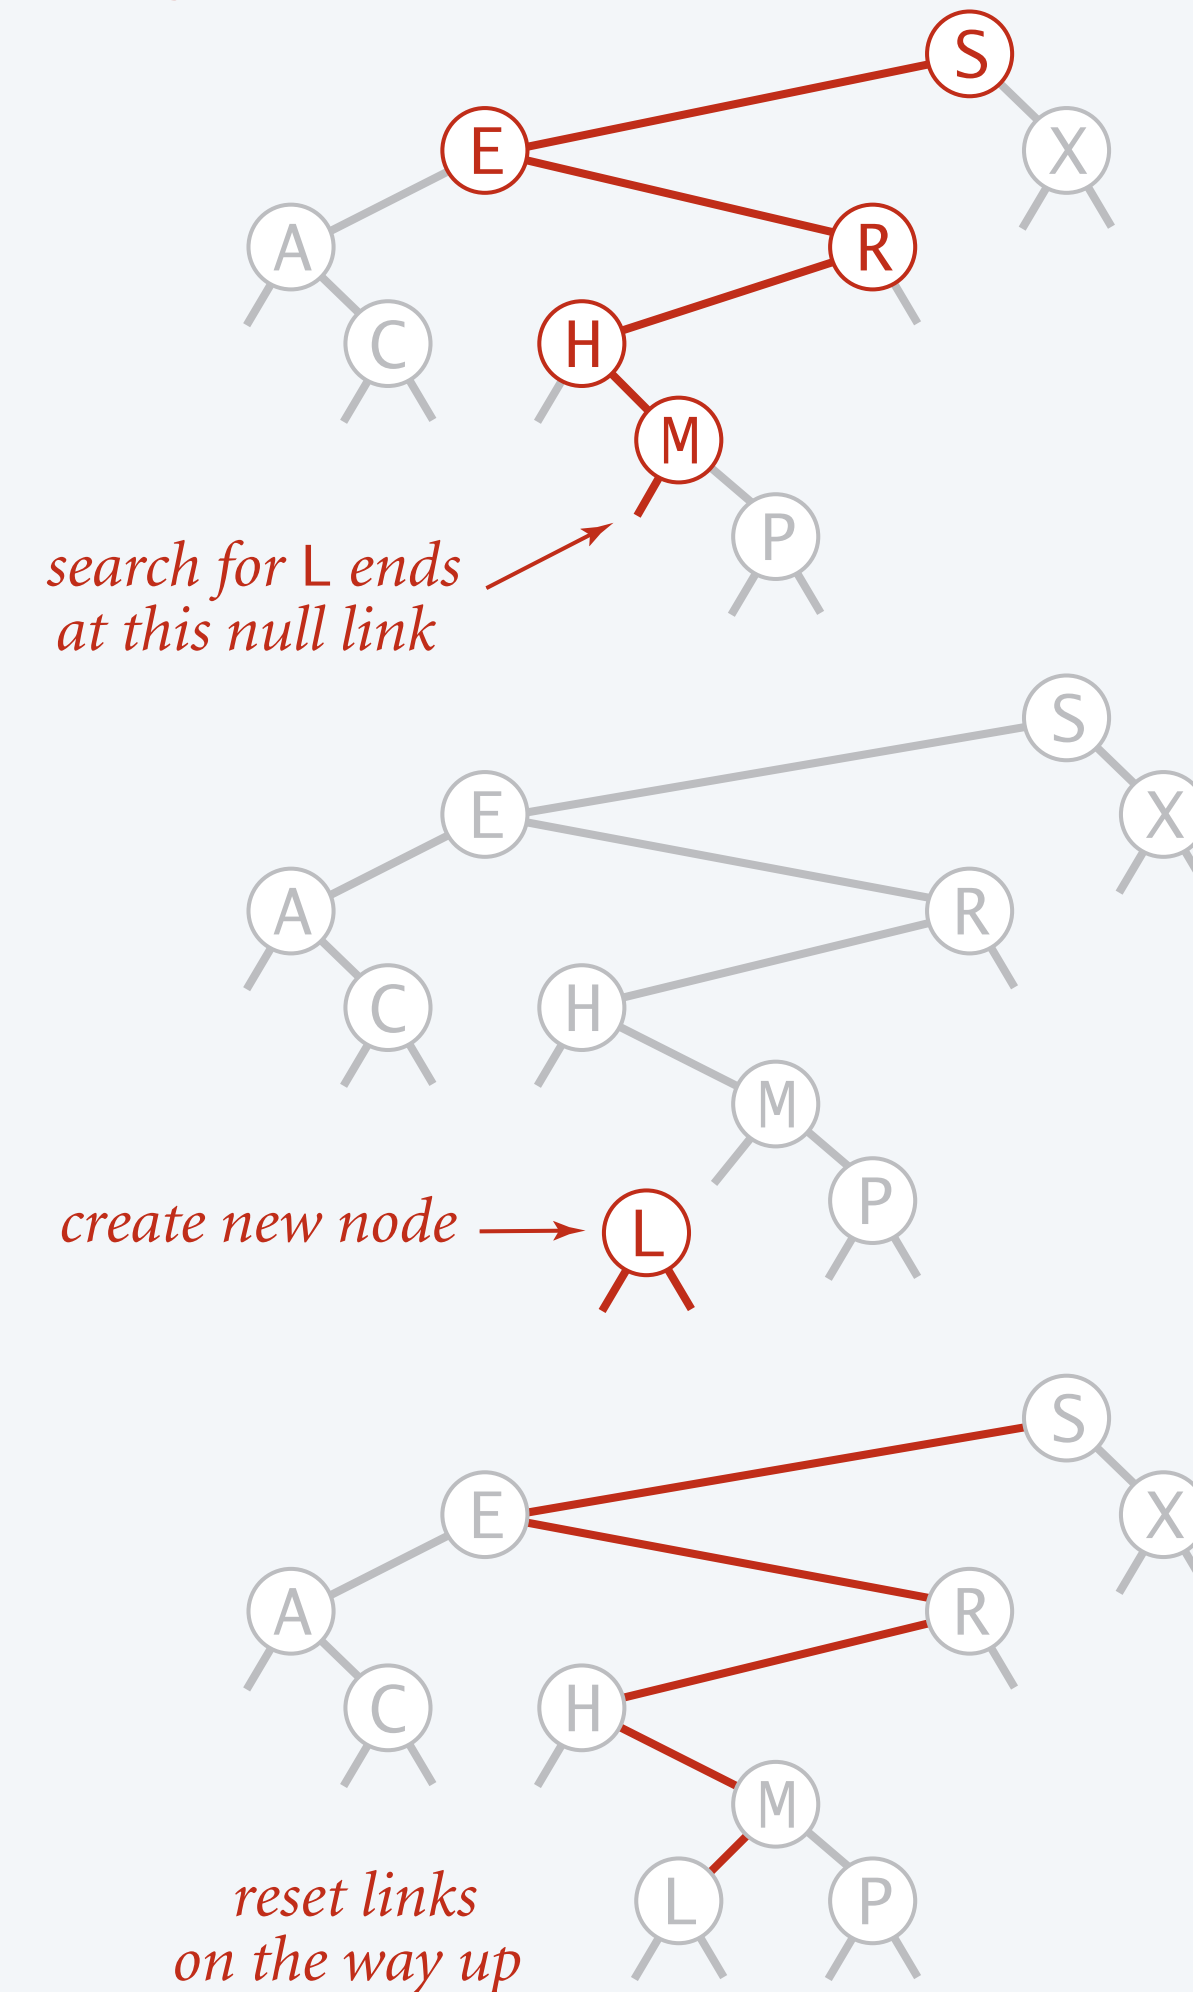 S
E
X
A
R
C
H
M
P
search for L ends
at this null link
S
E
X
A
R
C
H
M
P
create new node
L
S
E
X
A
R
C
H
M
L
P
reset links
on the way up